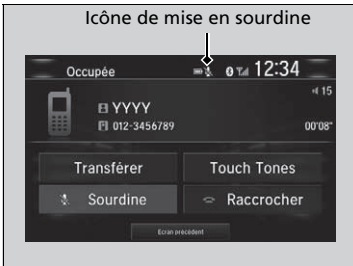 Icône de mise en sourdine
Occupée 12:34
15
YYYY
012-3456789 00'08"
Transférer Touch Tones
Sourdine Raccrocher
Ecran précédent